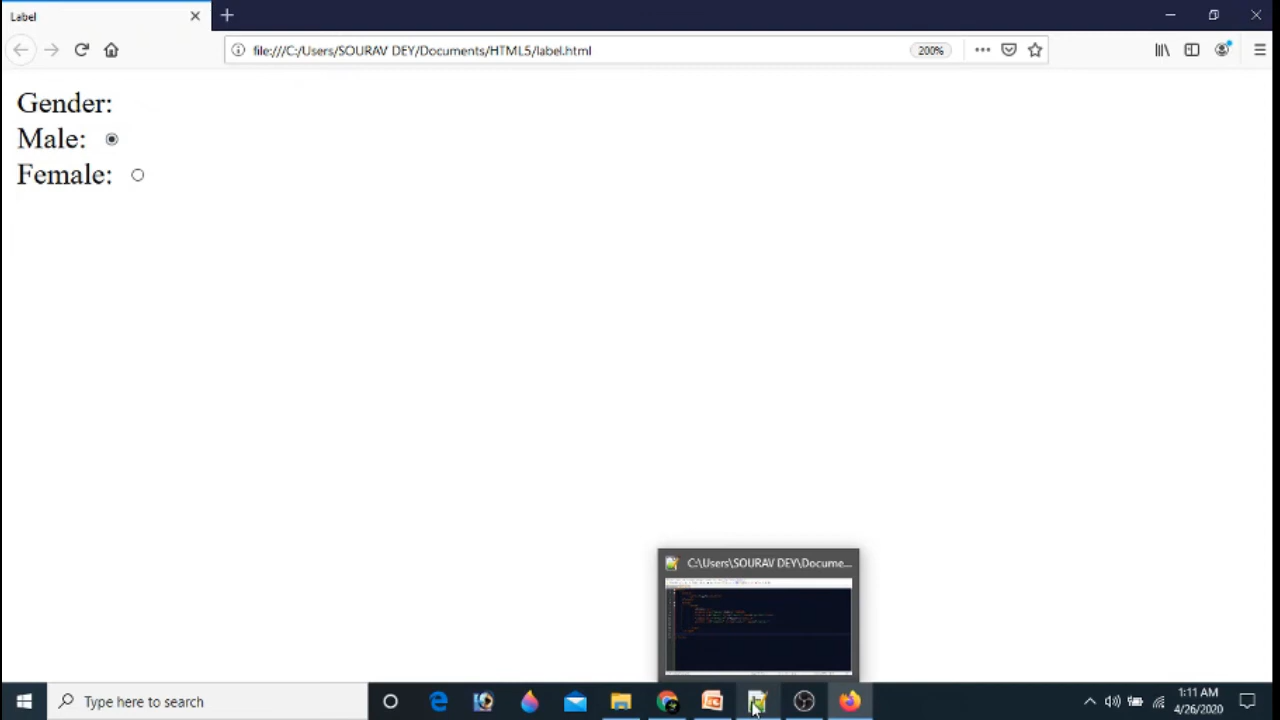 Label
file:///C:/Users/SOURAV DEY/Documents/HTML5/label.html
200%
Gender:
Male:
Female:
C:\Users\SOURAV DEY\Docume...
Type here to search
1:11 AM
4/26/2020